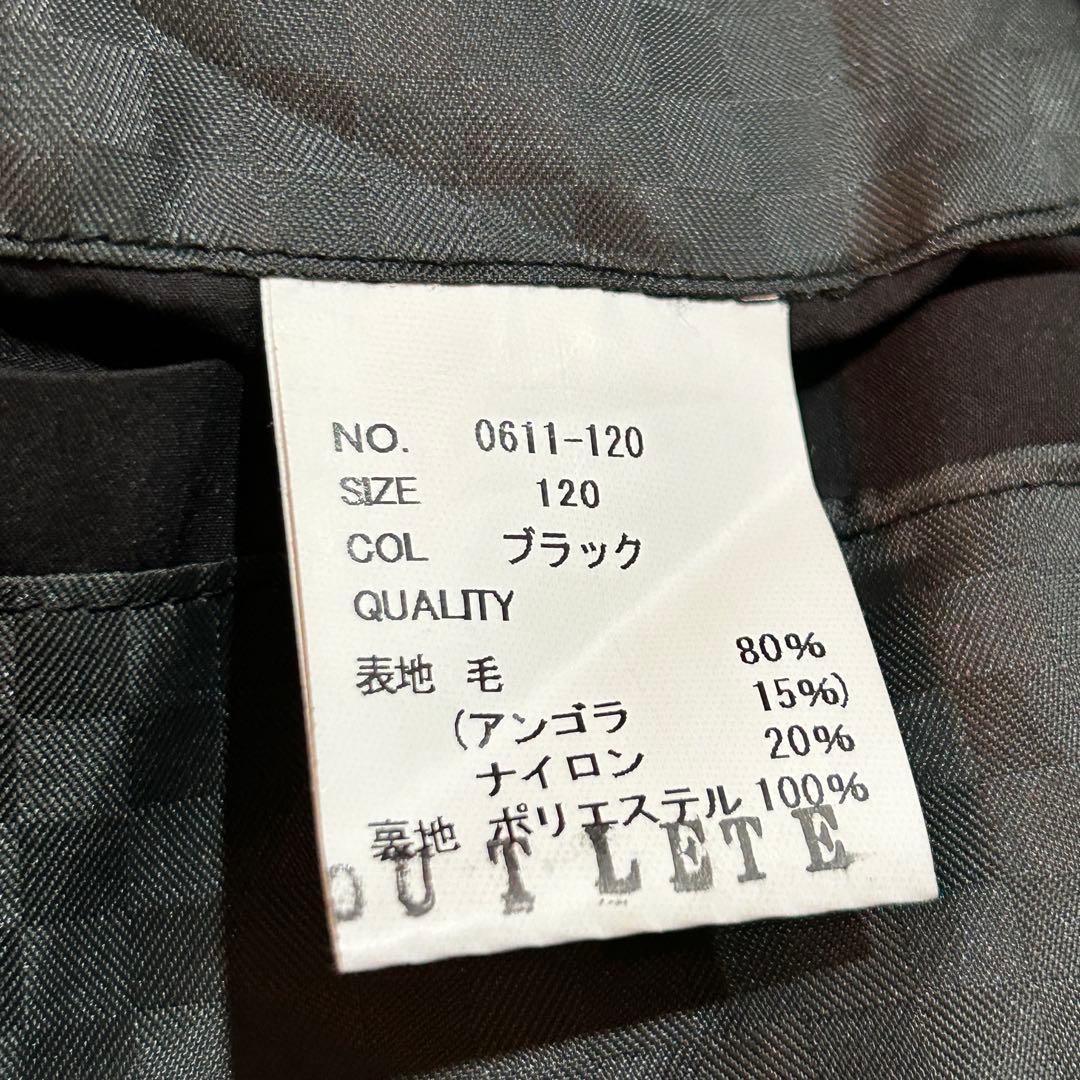 NO. 0611-120
SIZE 120
COL ブラック
QUALITY
表地 毛 80%
(アンゴラ 15%)
ナイロン 20%
裏地 ポリエステル 100%
OUTLETE